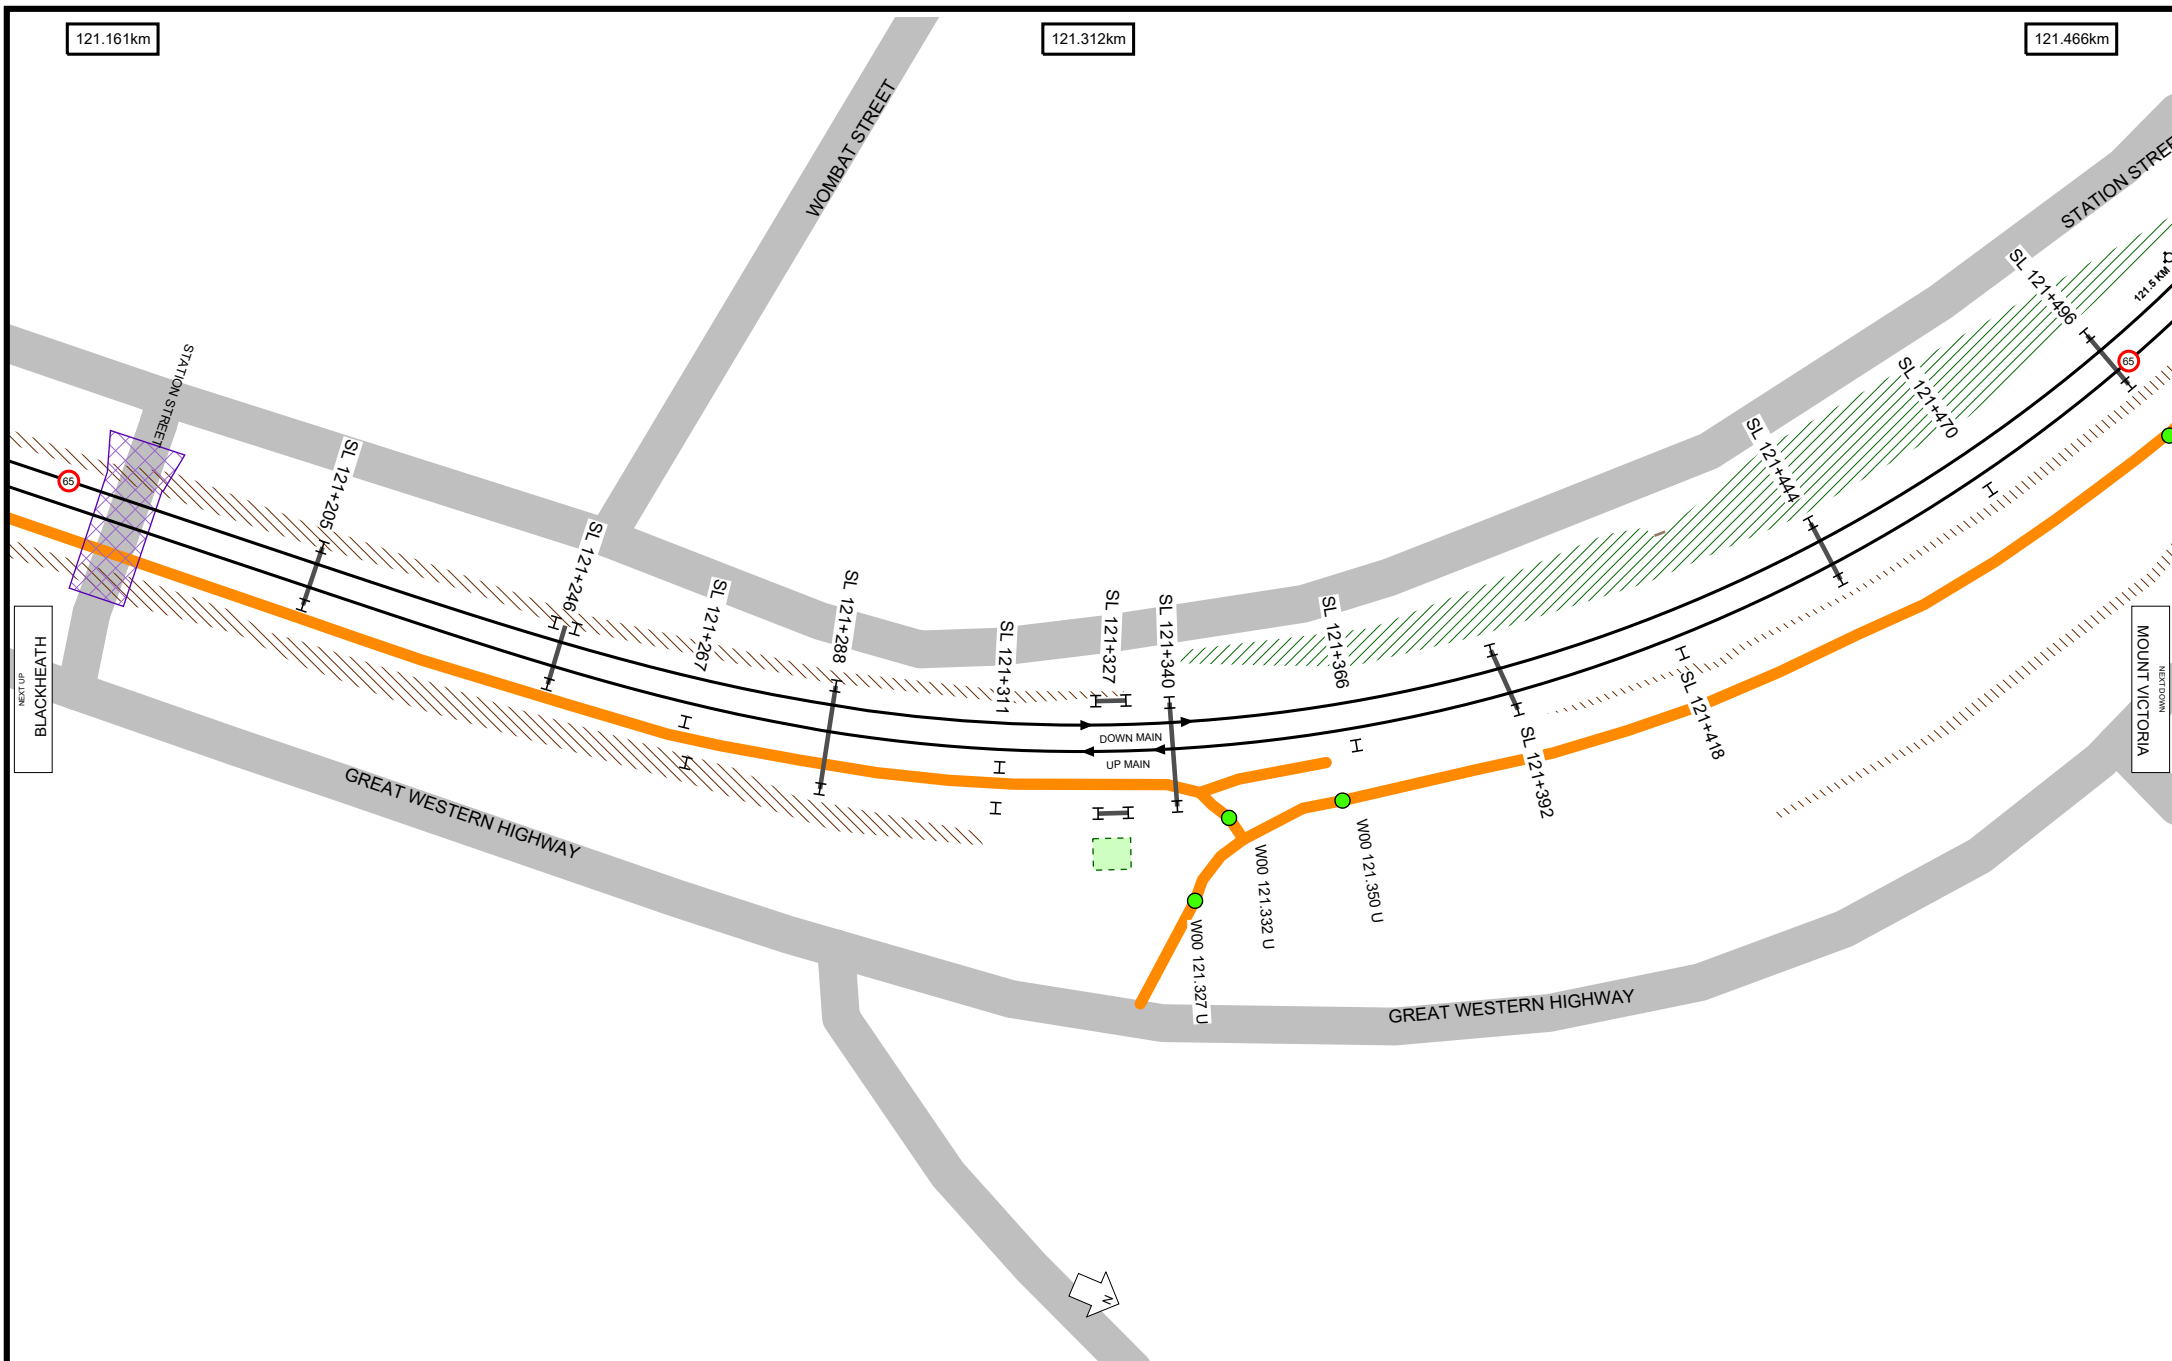 121.161km
121.312km
121.466km
WOMBAT STREET
STATION STREE
121.5 KM
SL 121+496
65
STATION STREET
65
SL 121+205
SL 121+246
SL 121+267
SL 121+288
SL 121+311
SL 121+327
SL 121+340
SL 121+366
SL 121+392
SL 121+418
SL 121+444
SL 121+470
NEXT UP
BLACKHEATH
MOUNT VICTORIA
NEXT DOWN
DOWN MAIN
UP MAIN
GREAT WESTERN HIGHWAY
W00 121.327 U
W00 121.332 U
W00 121.350 U
GREAT WESTERN HIGHWAY
N